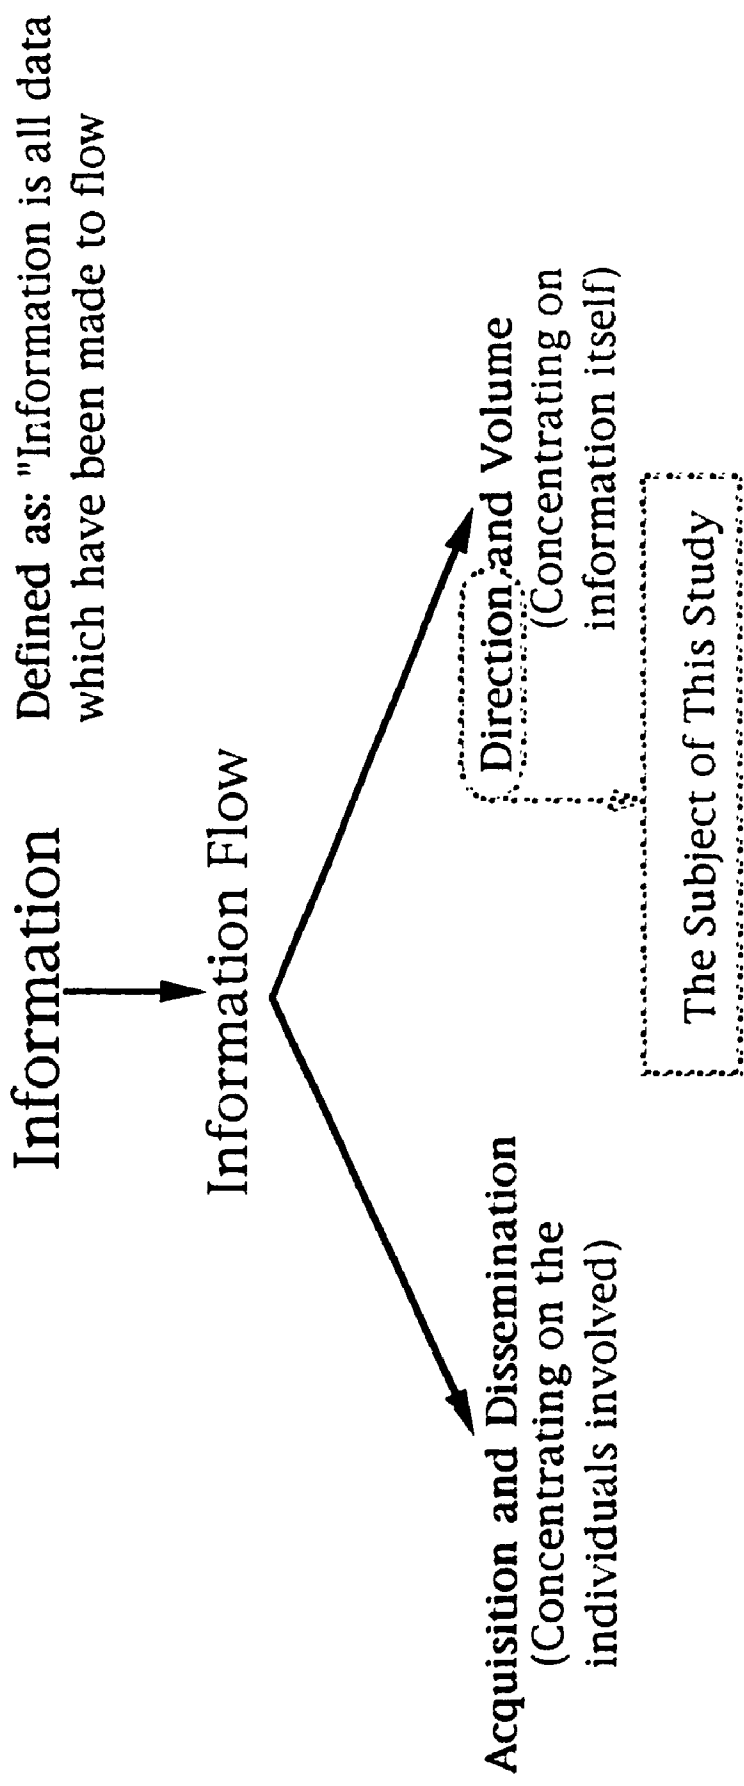 Information
Defined as: "Information is all data
which have been made to flow
Information Flow
Acquisition and Dissemination
(Concentrating on the
individuals involved)
Direction and Volume
(Concentrating on
information itself)
The Subject of This Study